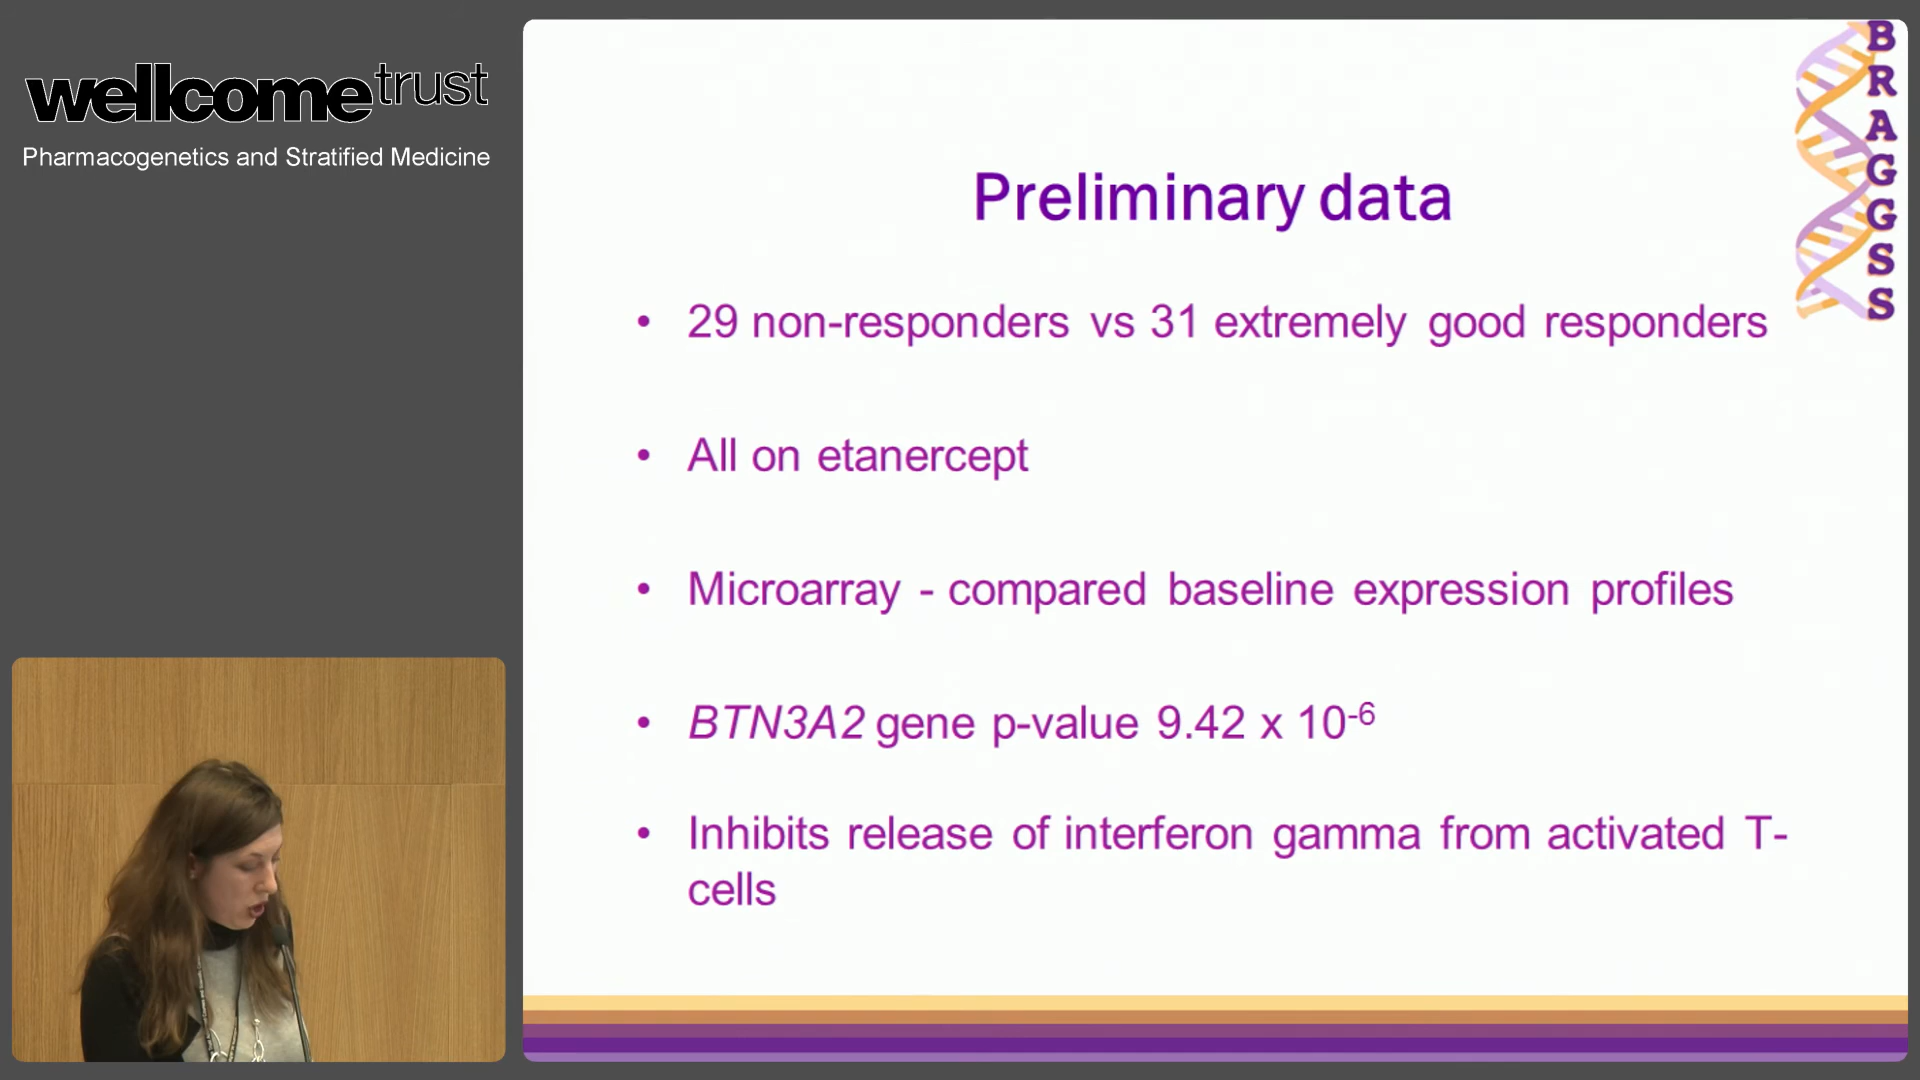 wellcome trust
Pharmacogenetics and Stratified Medicine
BRAGGSS
Preliminary data
• 29 non-responders vs 31 extremely good responders
• All on etanercept
• Microarray - compared baseline expression profiles
• BTN3A2 gene p-value 9.42 x 10⁻⁶
• Inhibits release of interferon gamma from activated T-
cells